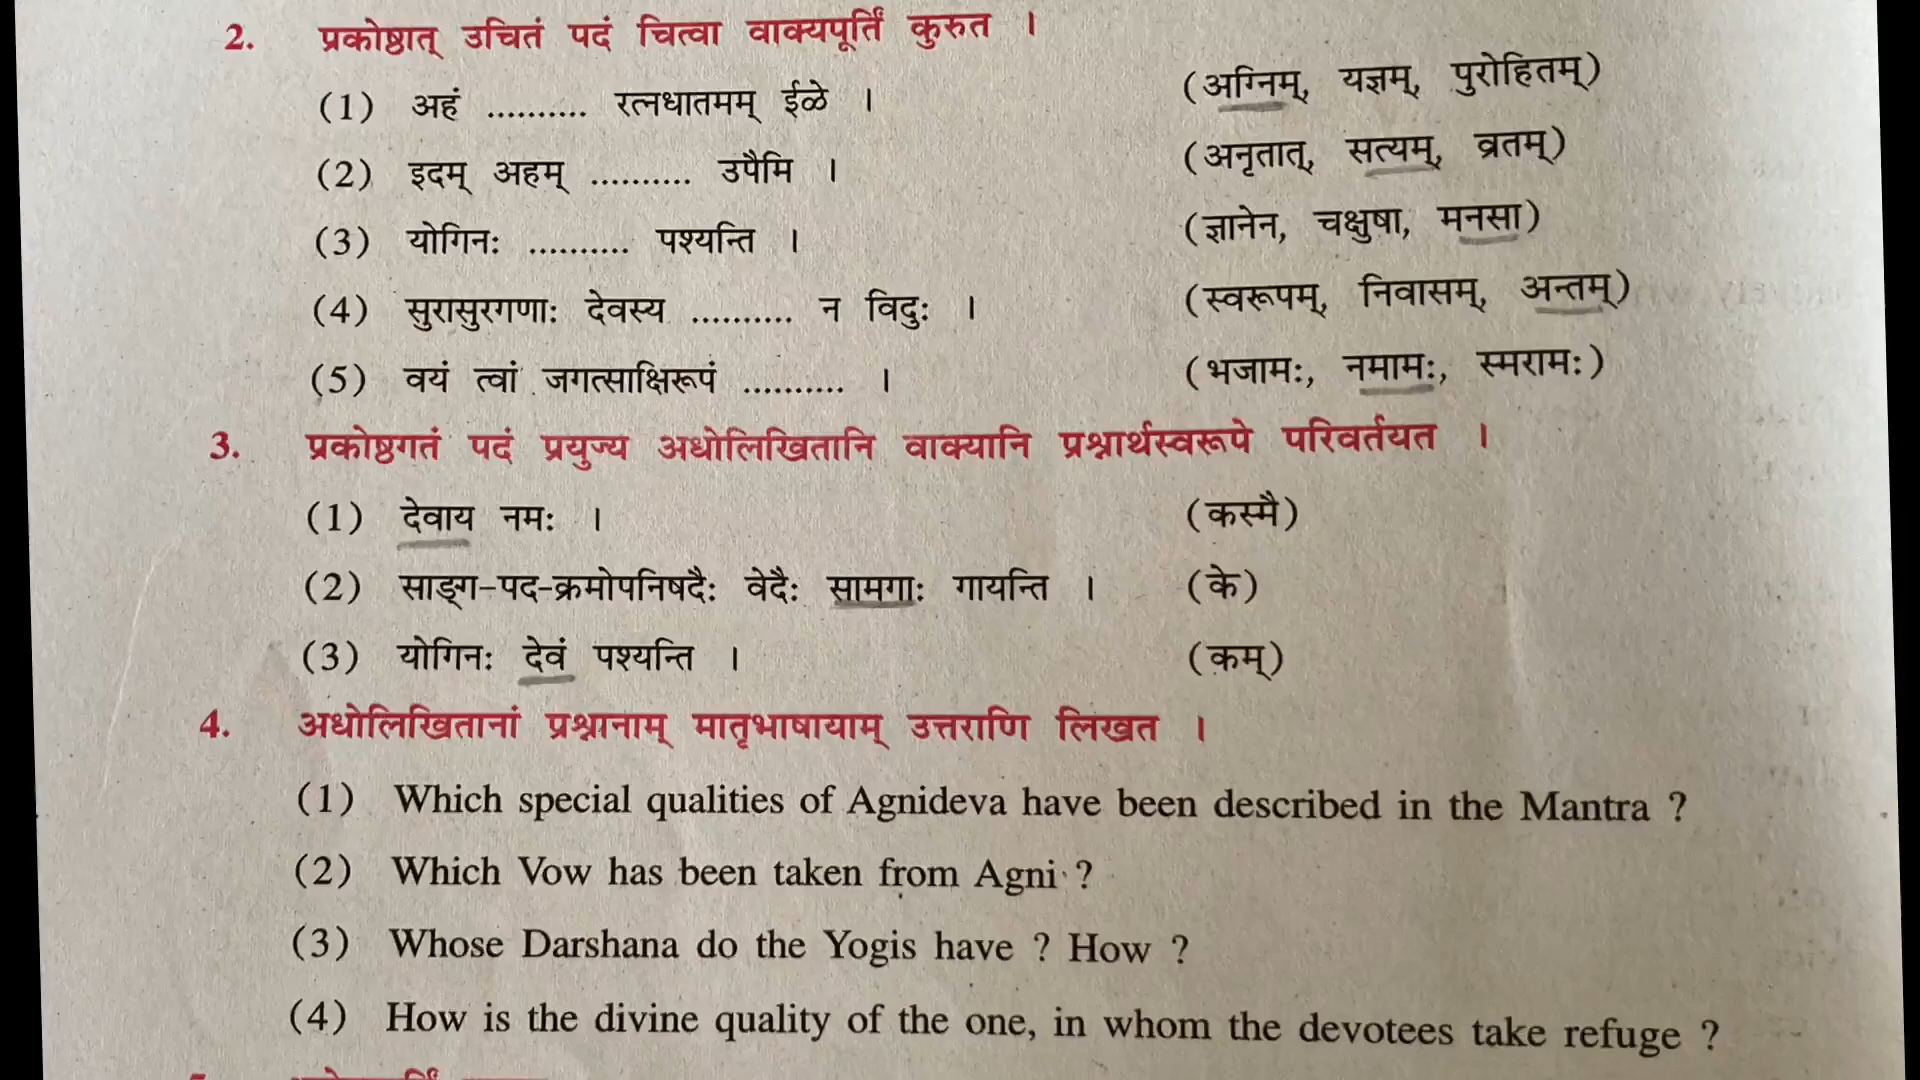 2. प्रकोष्ठात् उचितं पदं चित्वा वाक्यपूर्तिं कुरुत ।
(1) अहं .......... रत्नधातमम् ईळे । (अग्निम्, यज्ञम्, पुरोहितम्)
(2) इदम् अहम् .......... उपैमि । (अनृतात्, सत्यम्, व्रतम्)
(3) योगिनः .......... पश्यन्ति । (ज्ञानेन, चक्षुषा, मनसा)
(4) सुरासुरगणाः देवस्य .......... न विदुः । (स्वरूपम्, निवासम्, अन्तम्)
(5) वयं त्वां जगत्साक्षिरूपं .......... । (भजामः, नमामः, स्मरामः)
3. प्रकोष्ठगतं पदं प्रयुज्य अधोलिखितानि वाक्यानि प्रश्नार्थस्वरूपे परिवर्तयत ।
(1) देवाय नमः । (कस्मै)
(2) साङ्ग-पद-क्रमोपनिषदैः वेदैः सामगाः गायन्ति । (के)
(3) योगिनः देवं पश्यन्ति । (कम्)
4. अधोलिखितानां प्रश्नानाम् मातृभाषायाम् उत्तराणि लिखत ।
(1) Which special qualities of Agnideva have been described in the Mantra ?
(2) Which Vow has been taken from Agni ?
(3) Whose Darshana do the Yogis have ? How ?
(4) How is the divine quality of the one, in whom the devotees take refuge ?